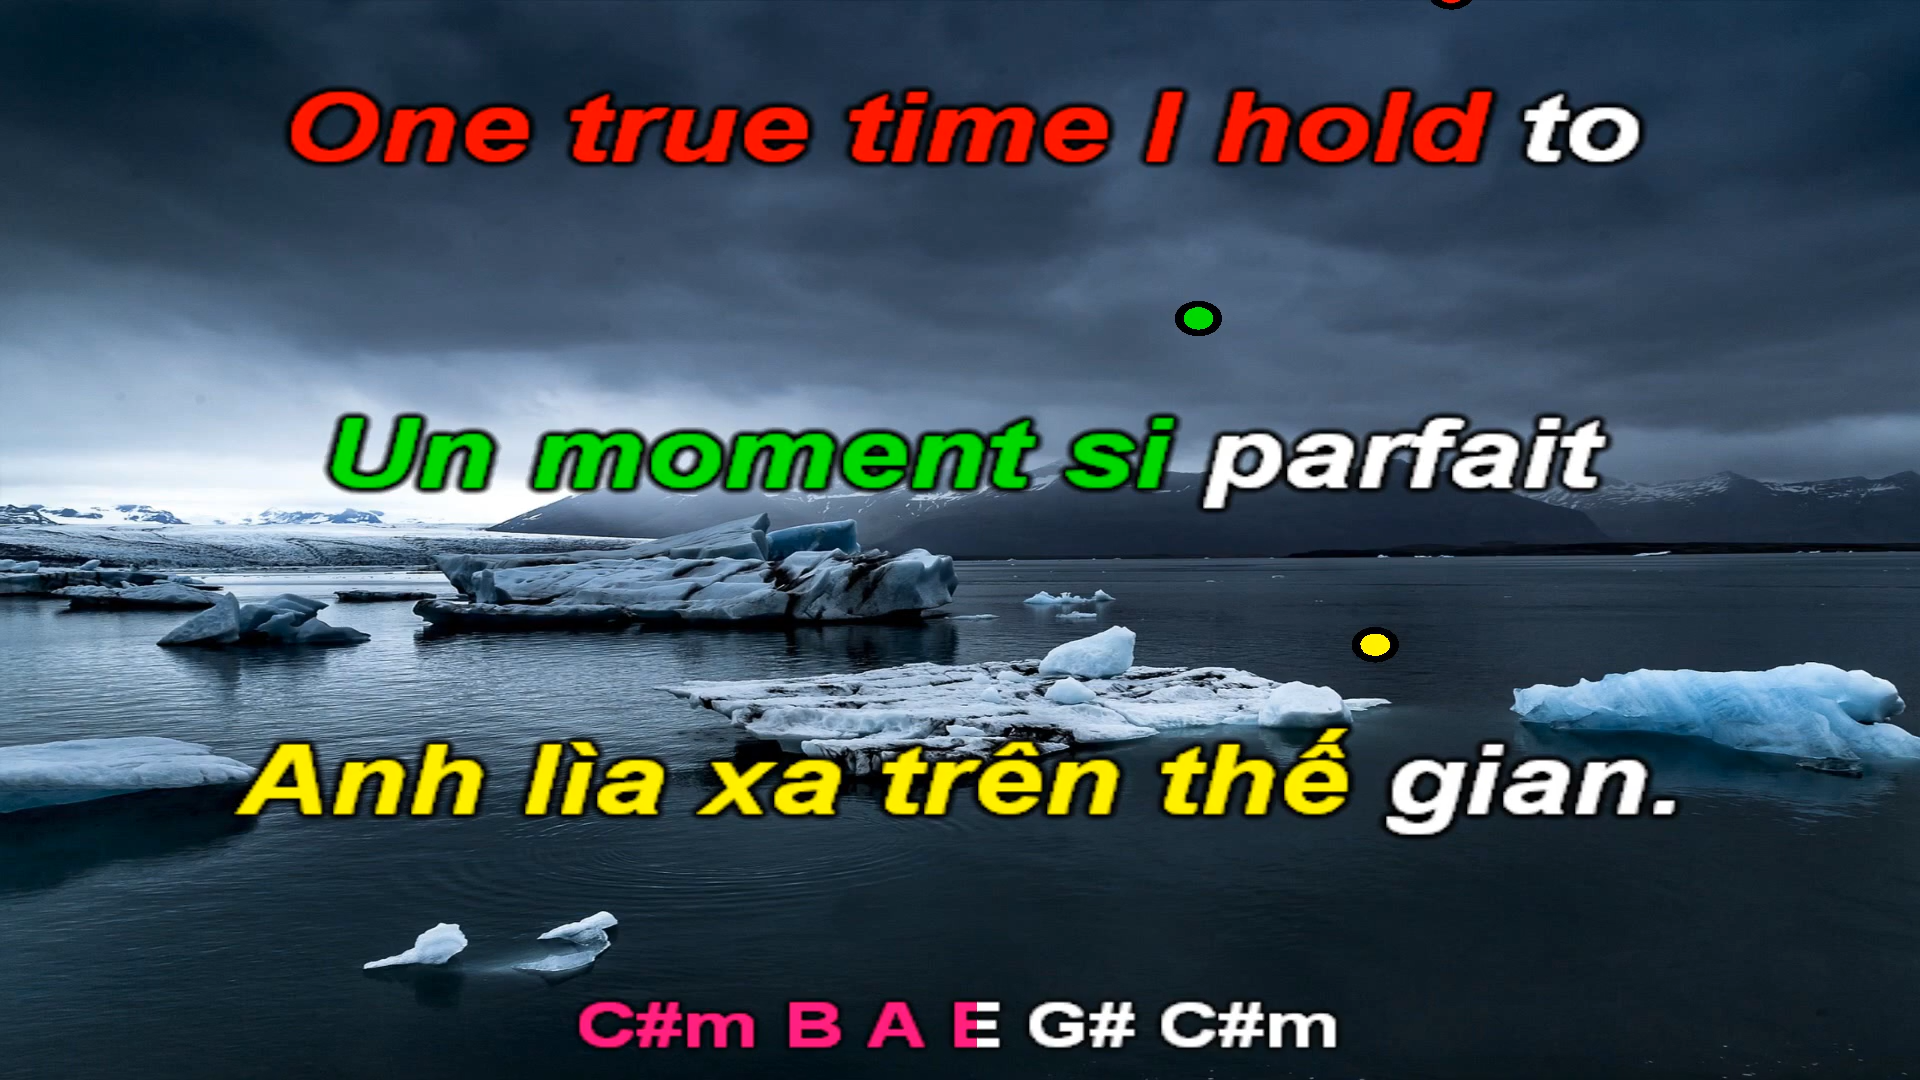 One true time I hold to
Un moment si parfait
Anh lìa xa trên thế gian.
C#m B A E G# C#m